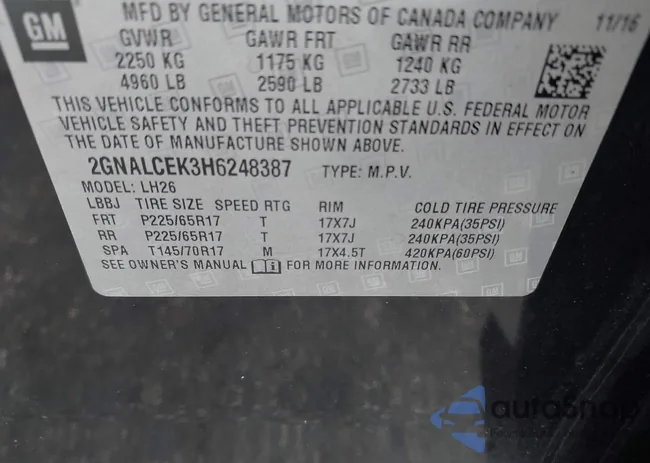 GM
MFD BY GENERAL MOTORS OF CANADA COMPANY 11/16
GVWR GAWR FRT GAWR RR
2250 KG 1175 KG 1240 KG
4960 LB 2590 LB 2733 LB
THIS VEHICLE CONFORMS TO ALL APPLICABLE U.S. FEDERAL MOTOR
VEHICLE SAFETY AND THEFT PREVENTION STANDARDS IN EFFECT ON
THE DATE OF MANUFACTURE SHOWN ABOVE.
2GNALCEK3H6248387 TYPE: M.P.V.
MODEL: LH26
LBBJ TIRE SIZE SPEED RTG RIM COLD TIRE PRESSURE
FRT P225/65R17 T 17X7J 240KPA(35PSI)
RR P225/65R17 T 17X7J 240KPA(35PSI)
SPA T145/70R17 M 17X4.5T 420KPA(60PSI)
SEE OWNER'S MANUAL FOR MORE INFORMATION.
autoSnap